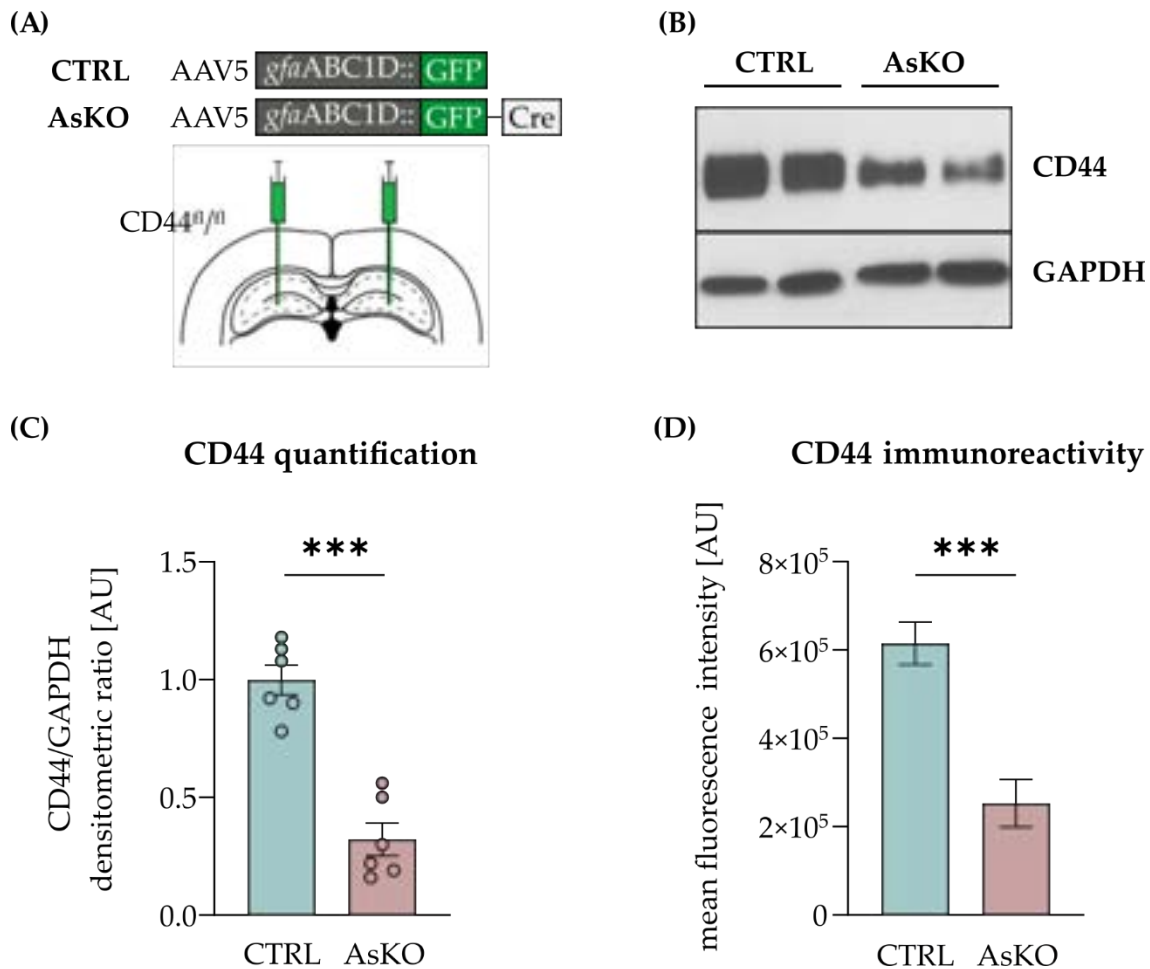 (A)
CTRL AAV5 gfaABC1D:: GFP
AsKO AAV5 gfaABC1D:: GFP Cre
CD44fl/fl
(B)
CTRL AsKO
CD44
GAPDH
(C)
CD44 quantification
***
CD44/GAPDH
densitometric ratio [AU]
1.5
1.0
0.5
0.0
CTRL AsKO
(D)
CD44 immunoreactivity
***
mean fluorescence intensity [AU]
8×10⁵
6×10⁵
4×10⁵
2×10⁵
0
CTRL AsKO